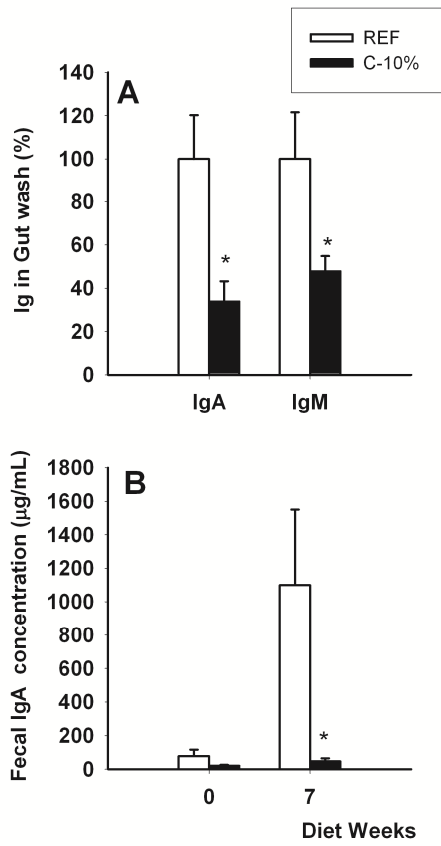 REF
C-10%
A
Ig in Gut wash (%)
140
120
100
80
60
40
20
0
*
*
IgA
IgM
B
Fecal IgA concentration (µg/mL)
1800
1600
1400
1200
1000
800
600
400
200
0
*
0
7
Diet Weeks